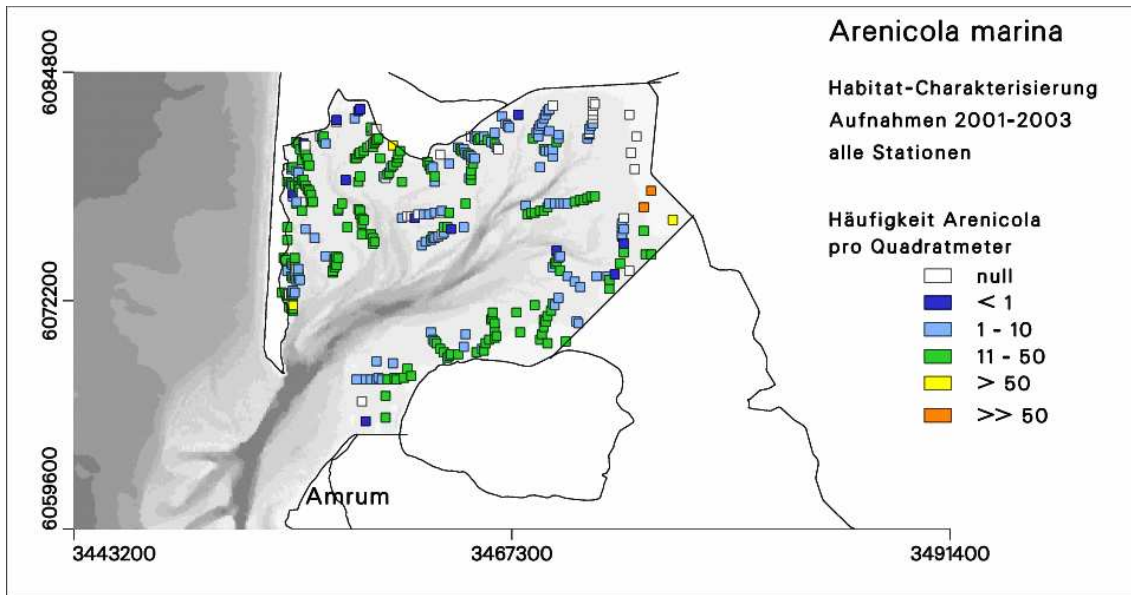 Arenicola marina
Habitat-Charakterisierung
Aufnahmen 2001-2003
alle Stationen
Häufigkeit Arenicola
pro Quadratmeter
null
< 1
1 - 10
11 - 50
> 50
>> 50
6084800
6072200
6059600
Amrum
3443200
3467300
3491400